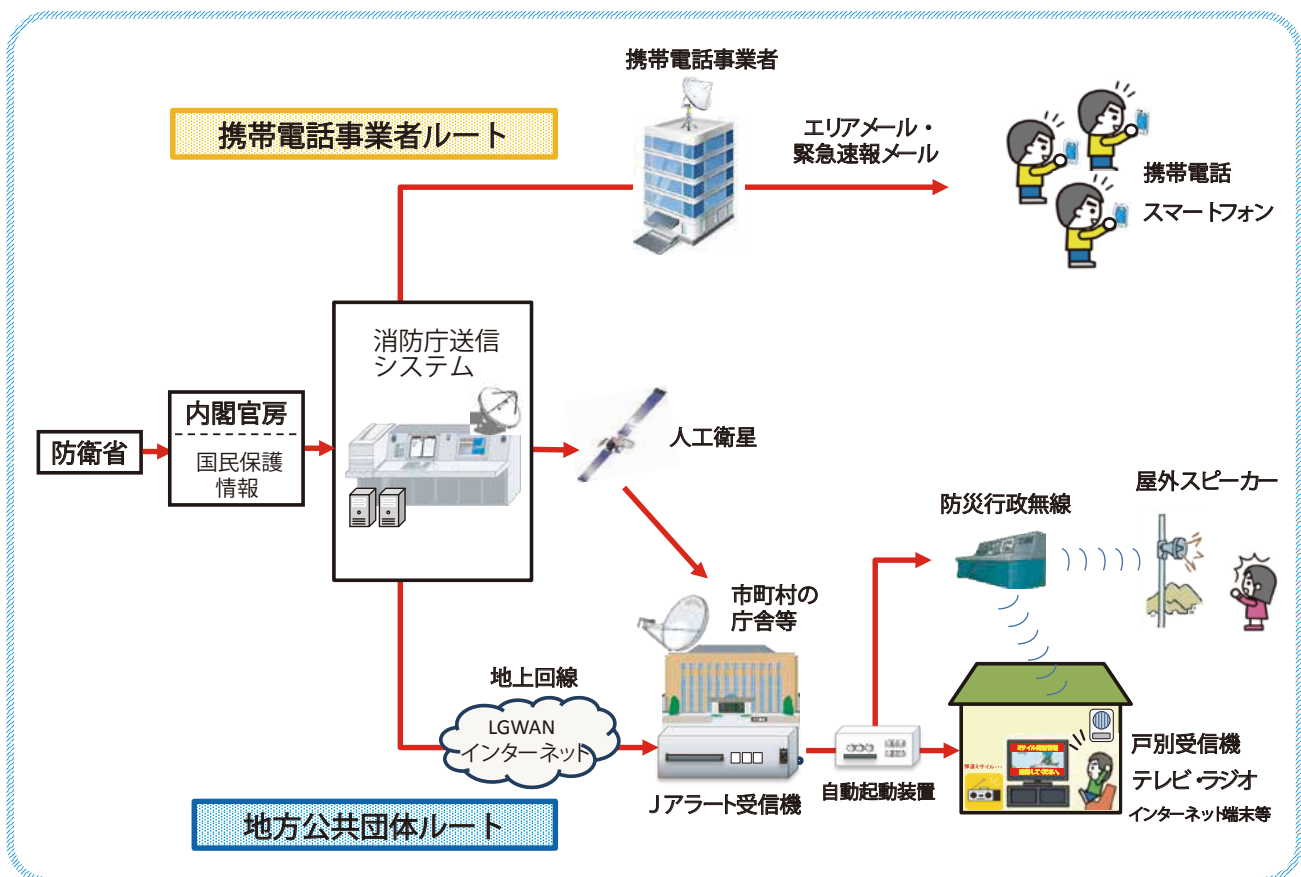 携帯電話事業者
携帯電話事業者ルート
エリアメール・
緊急速報メール
携帯電話
スマートフォン
消防庁送信
システム
内閣官房
防衛省
国民保護
情報
人工衛星
屋外スピーカー
防災行政無線
市町村の
庁舎等
地上回線
LGWAN
インターネット
戸別受信機
テレビ・ラジオ
インターネット端末等
自動起動装置
Jアラート受信機
地方公共団体ルート